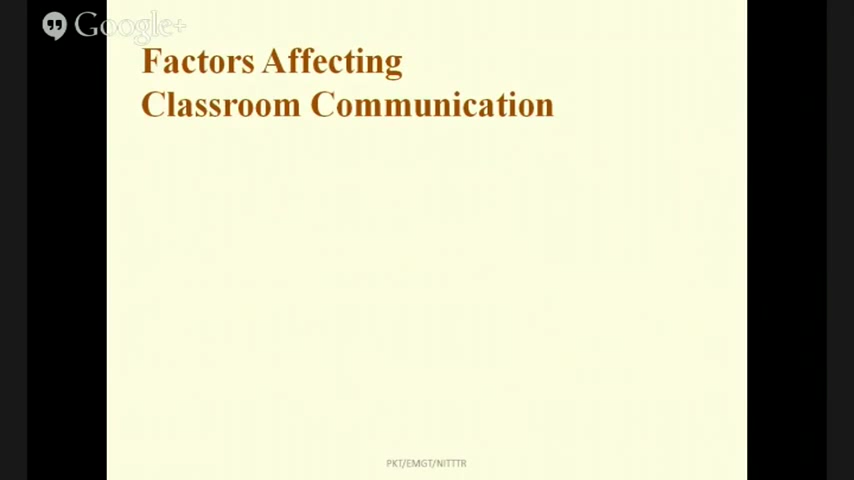 Google+
Factors Affecting
Classroom Communication
PKT/EMGT/NITTTR